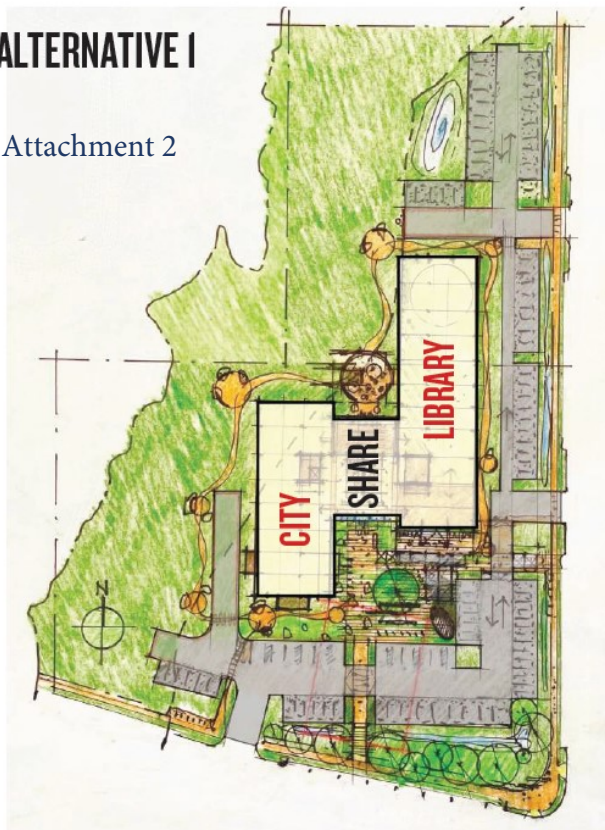 ALTERNATIVE 1
Attachment 2
LIBRARY
SHARE
CITY
N